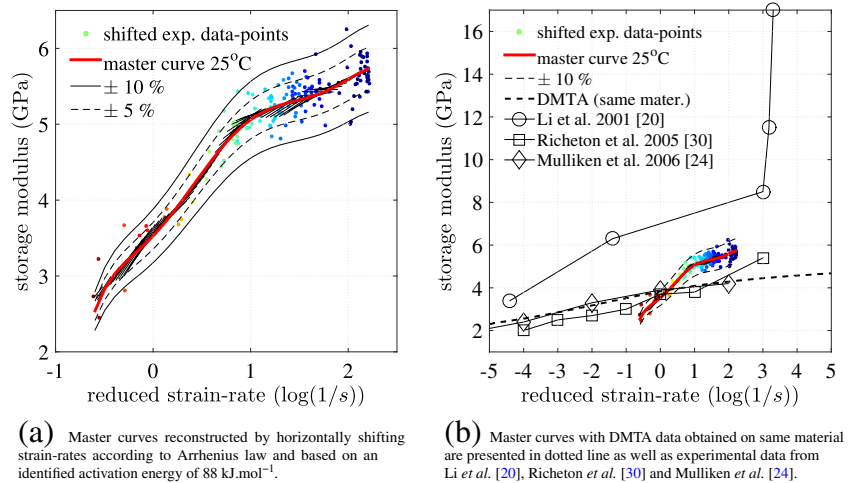 shifted exp. data-points
master curve 25°C
± 10 %
± 5 %
storage modulus (GPa)
6
5
4
3
2
-1
0
1
2
reduced strain-rate (log(1/s))
(a) Master curves reconstructed by horizontally shifting
strain-rates according to Arrhenius law and based on an
identified activation energy of 88 kJ.mol⁻¹.
shifted exp. data-points
master curve 25°C
± 10 %
DMTA (same mater.)
Li et al. 2001 [20]
Richeton et al. 2005 [30]
Mulliken et al. 2006 [24]
storage modulus (GPa)
16
14
12
10
8
6
4
2
-5
-4
-3
-2
-1
0
1
2
3
4
5
reduced strain-rate (log(1/s))
(b) Master curves with DMTA data obtained on same material
are presented in dotted line as well as experimental data from
Li et al. [20], Richeton et al. [30] and Mulliken et al. [24].